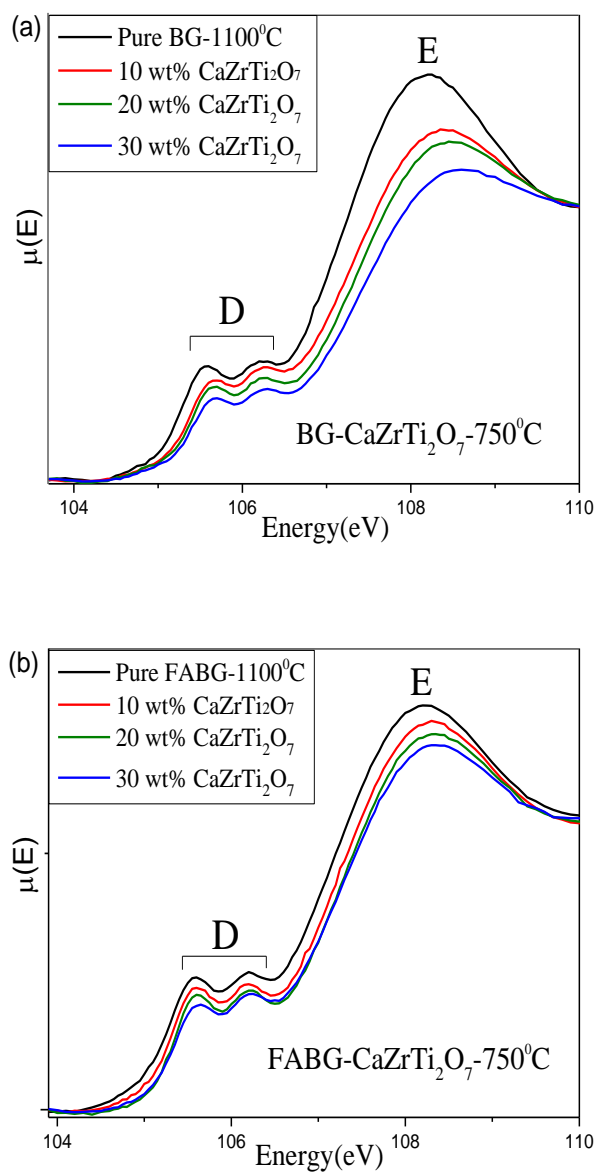 (a)
Pure BG-1100⁰C
10 wt% CaZrTi₂O₇
20 wt% CaZrTi₂O₇
30 wt% CaZrTi₂O₇
E
D
μ(E)
BG-CaZrTi₂O₇-750⁰C
104 106 108 110
Energy(eV)
(b)
Pure FABG-1100⁰C
10 wt% CaZrTi₂O₇
20 wt% CaZrTi₂O₇
30 wt% CaZrTi₂O₇
E
D
μ(E)
FABG-CaZrTi₂O₇-750⁰C
104 106 108 110
Energy(eV)